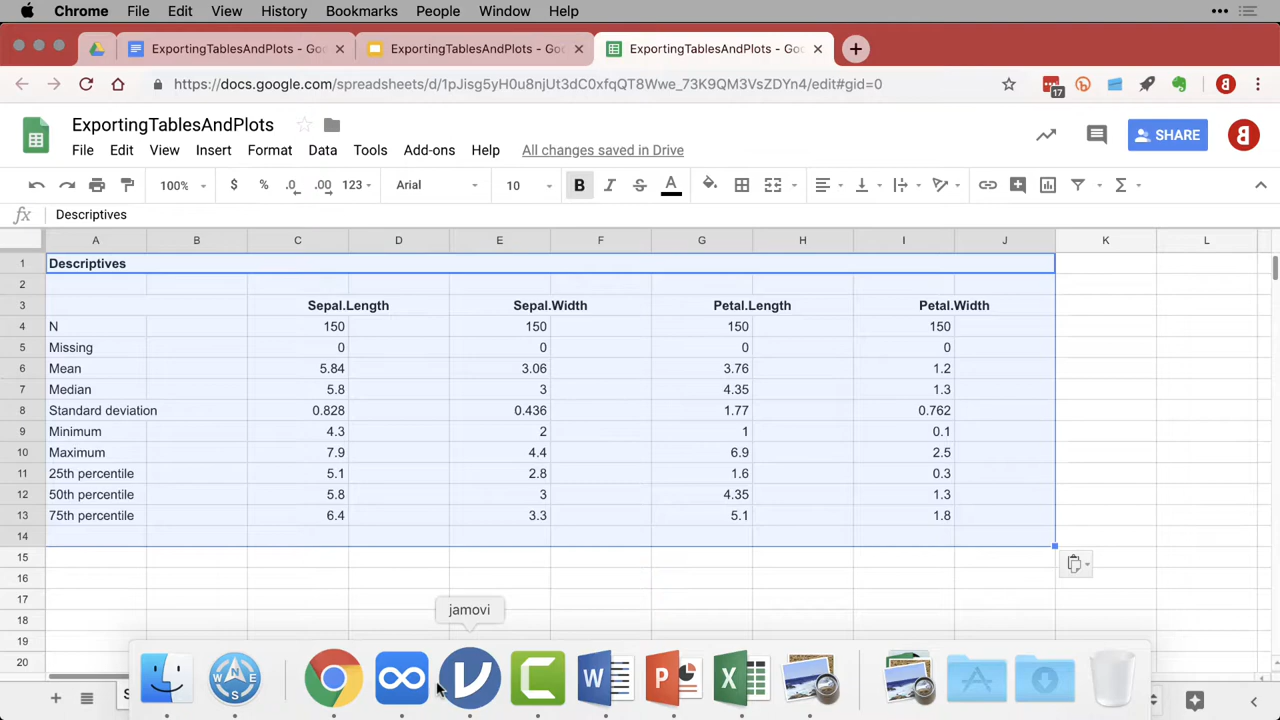 Chrome File Edit View History Bookmarks People Window Help
ExportingTablesAndPlots - Goo
ExportingTablesAndPlots - Goo
ExportingTablesAndPlots - Goo
https://docs.google.com/spreadsheets/d/1pJisg5yH0u8njUt3dC0xfqQT8Wwe_73K9QM3VsZDYn4/edit#gid=0
17
ExportingTablesAndPlots
File Edit View Insert Format Data Tools Add-ons Help All changes saved in Drive
SHARE
100% $ % .0 .00 123 Arial 10 B I S A Σ
fx Descriptives
A B C D E F G H I J K L
1 Descriptives
2
3 Sepal.Length Sepal.Width Petal.Length Petal.Width
4 N 150 150 150 150
5 Missing 0 0 0 0
6 Mean 5.84 3.06 3.76 1.2
7 Median 5.8 3 4.35 1.3
8 Standard deviation 0.828 0.436 1.77 0.762
9 Minimum 4.3 2 1 0.1
10 Maximum 7.9 4.4 6.9 2.5
11 25th percentile 5.1 2.8 1.6 0.3
12 50th percentile 5.8 3 4.35 1.3
13 75th percentile 6.4 3.3 5.1 1.8
14
15
16
17
18
19
20
jamovi